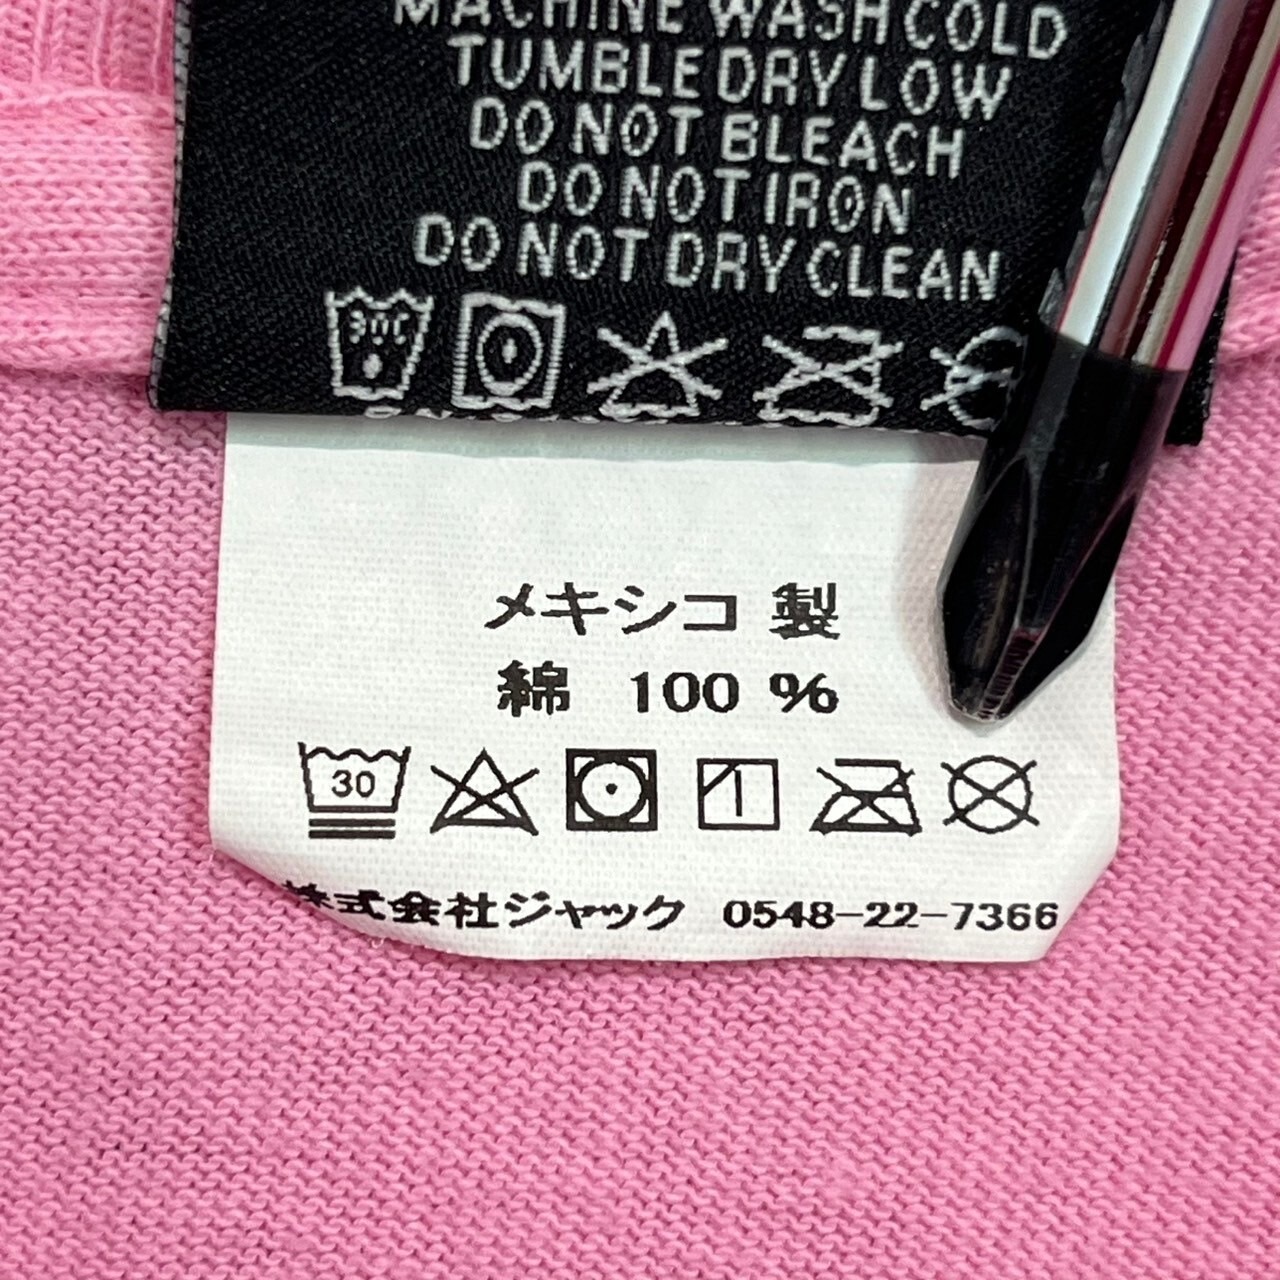 MACHINE WASH COLD
TUMBLE DRY LOW
DO NOT BLEACH
DO NOT IRON
DO NOT DRY CLEAN
30°C
メキシコ 製
綿 100 %
30
株式会社ジャック 0548-22-7366